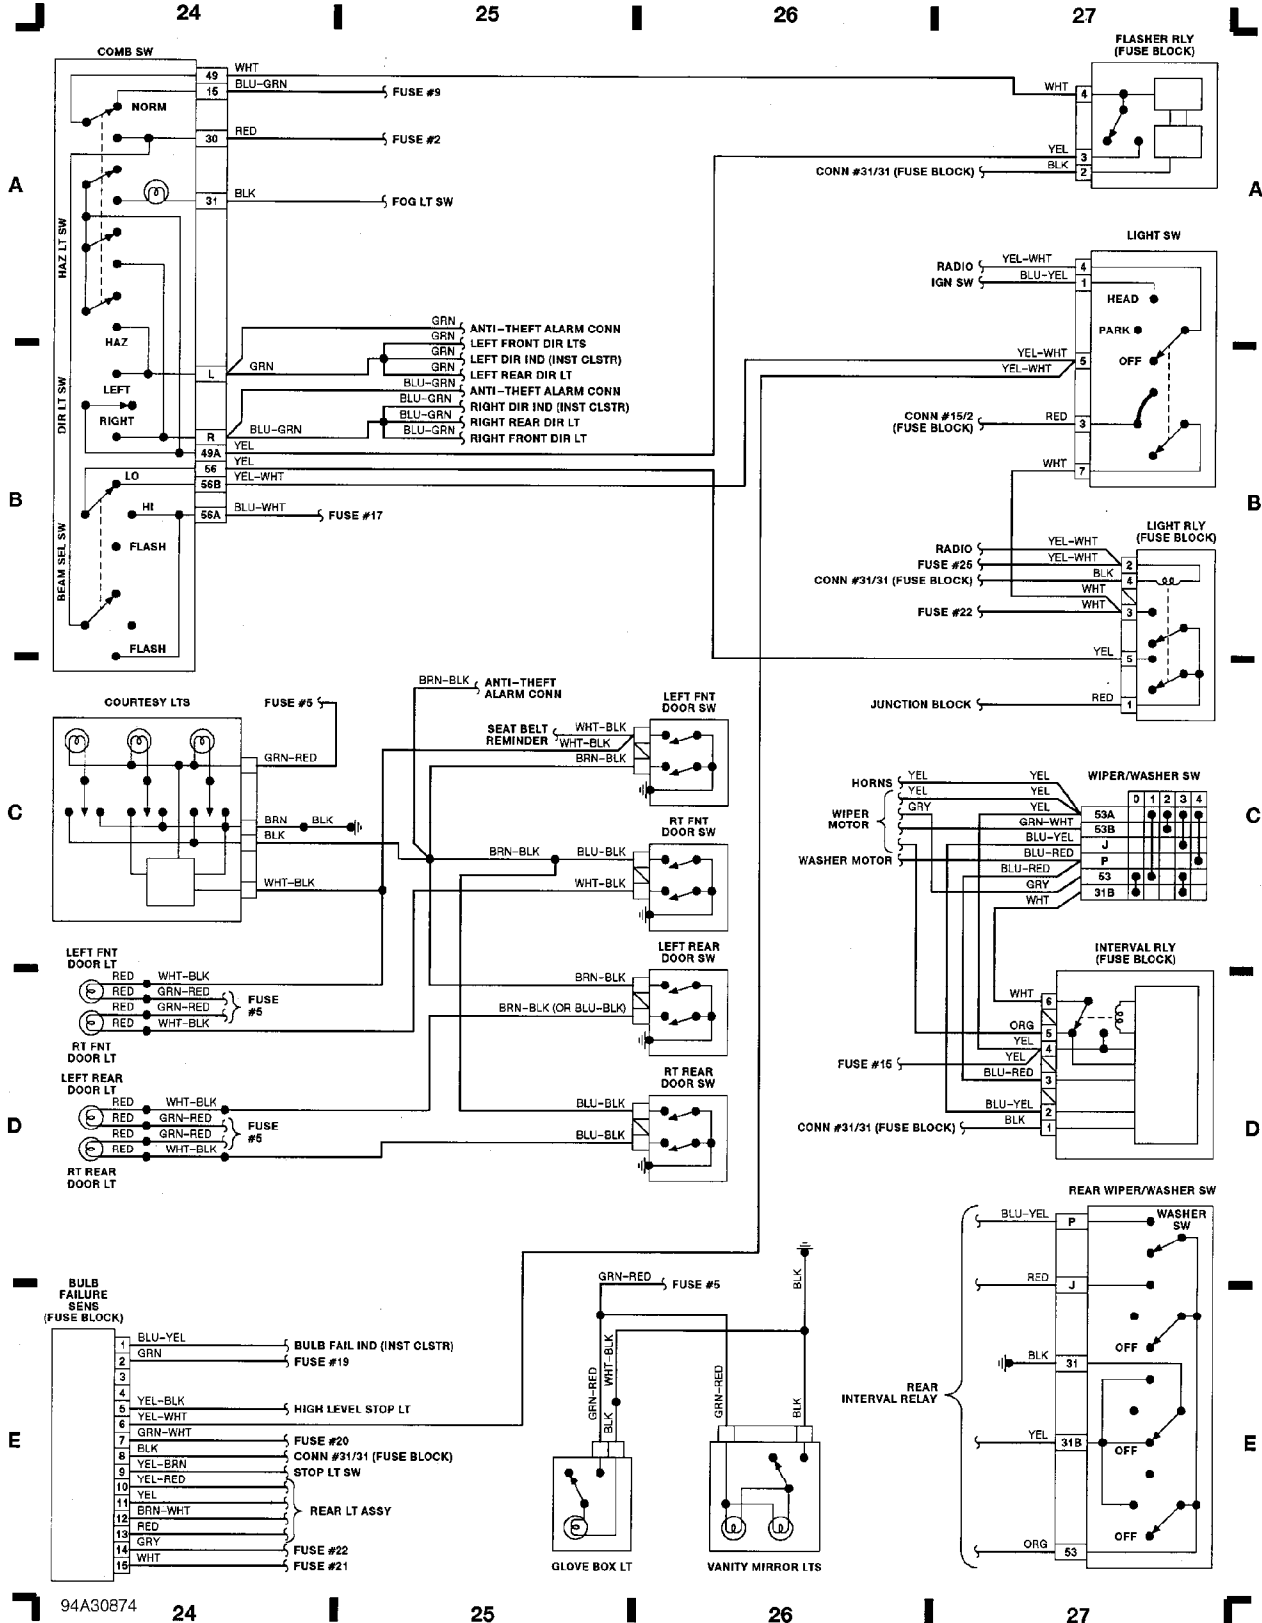 24 25 26 27
COMB SW
49 WHT
15 BLU-GRN FUSE #9
NORM
30 RED FUSE #2
31 BLK FOG LT SW
HAZ LT SW
HAZ
DIR LT SW
LEFT
RIGHT
BEAM SEL SW
LO
HI
FLASH
FLASH
A
B
C
D
E
GRN ANTI-THEFT ALARM CONN
GRN LEFT FRONT DIR LTS
GRN LEFT DIR IND (INST CLSTR)
L GRN GRN LEFT REAR DIR LT
BLU-GRN ANTI-THEFT ALARM CONN
BLU-GRN RIGHT DIR IND (INST CLSTR)
BLU-GRN RIGHT REAR DIR LT
R BLU-GRN BLU-GRN RIGHT FRONT DIR LT
49A YEL
56 YEL
56B YEL-WHT
56A BLU-WHT FUSE #17
FLASHER RLY
(FUSE BLOCK)
WHT 4
YEL 3
CONN #31/31 (FUSE BLOCK) BLK 2
A
LIGHT SW
RADIO YEL-WHT 4
IGN SW BLU-YEL 1
HEAD
PARK
OFF
YEL-WHT 5
YEL-WHT
CONN #15/2
(FUSE BLOCK)
RED 3
WHT 7
B
LIGHT RLY
(FUSE BLOCK)
RADIO YEL-WHT
FUSE #25 YEL-WHT 2
CONN #31/31 (FUSE BLOCK) BLK 4
WHT
FUSE #22 WHT 3
YEL 5
JUNCTION BLOCK RED 1
COURTESY LTS
FUSE #5
GRN-RED
BRN BLK
BLK
WHT-BLK
BRN-BLK ANTI-THEFT
ALARM CONN
LEFT FNT
DOOR SW
SEAT BELT
REMINDER
WHT-BLK
WHT-BLK
BRN-BLK
RT FNT
DOOR SW
BRN-BLK BLU-BLK
WHT-BLK
LEFT REAR
DOOR SW
BRN-BLK
BRN-BLK (OR BLU-BLK)
RT REAR
DOOR SW
BLU-BLK
BLU-BLK
LEFT FNT
DOOR LT
RED WHT-BLK
RED GRN-RED
RED GRN-RED
RED WHT-BLK
FUSE
#5
RT FNT
DOOR LT
LEFT REAR
DOOR LT
RED WHT-BLK
RED GRN-RED
RED GRN-RED
RED WHT-BLK
FUSE
#5
RT REAR
DOOR LT
WIPER/WASHER SW
0 1 2 3 4
HORNS YEL YEL
YEL YEL
WIPER
MOTOR
GRY YEL 53A
GRN-WHT 53B
BLU-YEL J
WASHER MOTOR BLU-RED P
BLU-RED 53
GRY 31B
WHT
C
INTERVAL RLY
(FUSE BLOCK)
WHT 6
ORG 5
YEL 4
FUSE #15 YEL
BLU-RED 3
BLU-YEL 2
CONN #31/31 (FUSE BLOCK) BLK 1
D
REAR WIPER/WASHER SW
BLU-YEL P WASHER
SW
RED J
OFF
BLK 31
REAR
INTERVAL RELAY
YEL 31B OFF
OFF
ORG 53
E
BULB
FAILURE
SENS
(FUSE BLOCK)
1 BLU-YEL BULB FAIL IND (INST CLSTR)
2 GRN FUSE #19
3
4
5 YEL-BLK HIGH LEVEL STOP LT
6 YEL-WHT
7 GRN-WHT FUSE #20
8 BLK CONN #31/31 (FUSE BLOCK)
9 YEL-BRN STOP LT SW
10 YEL-RED
11 YEL
REAR LT ASSY
12 BRN-WHT
13 RED
14 GRY FUSE #22
15 WHT FUSE #21
GRN-RED FUSE #5
BLK
GRN-RED
WHT-BLK
BLK
GRN-RED
BLK
GLOVE BOX LT
VANITY MIRROR LTS
94A30874
24 25 26 27